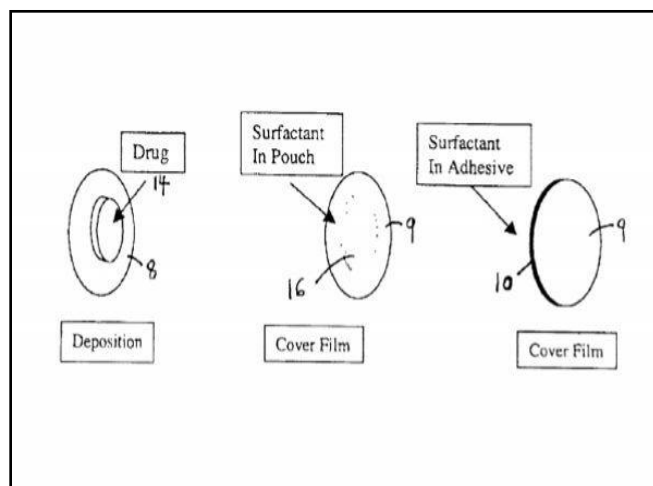 Drug
14
8
Deposition
Surfactant
In Pouch
9
16
Cover Film
Surfactant
In Adhesive
9
10
Cover Film